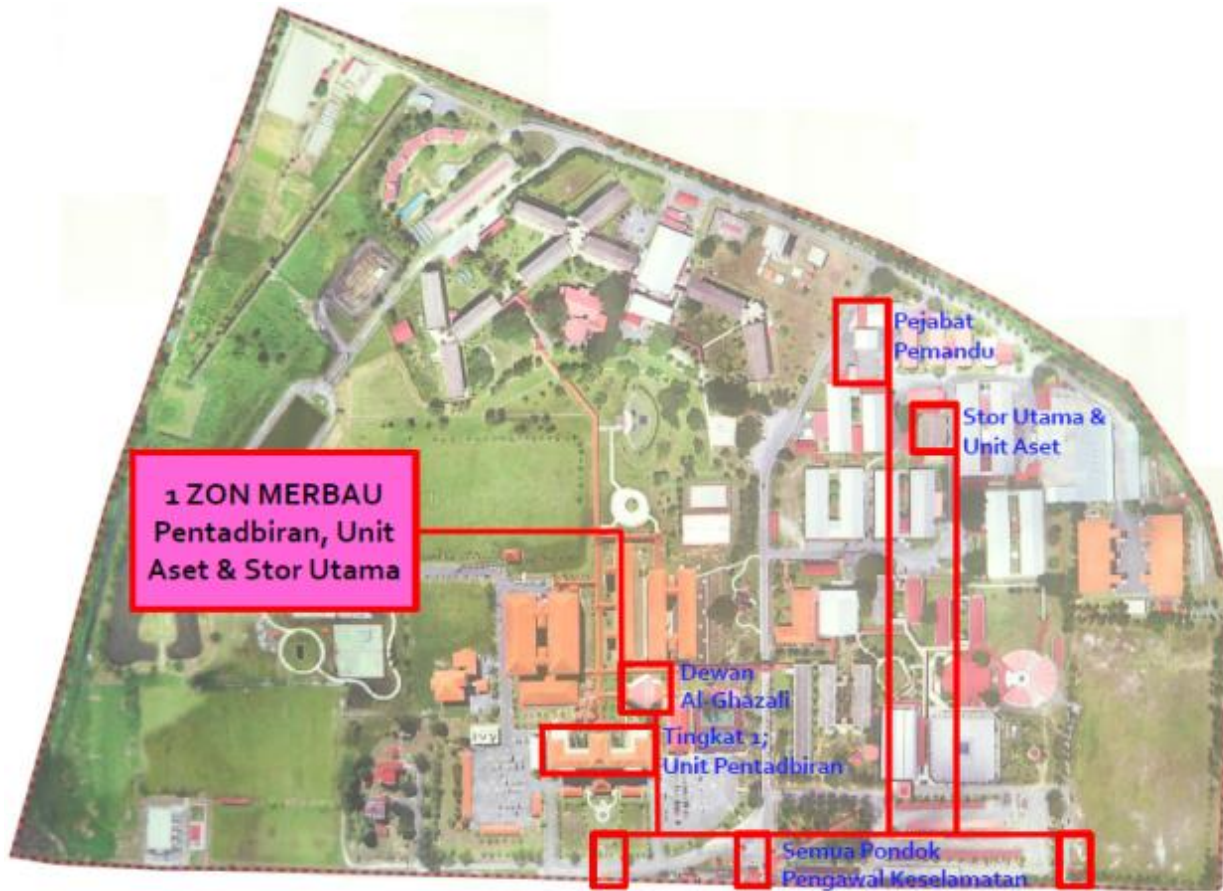 Pejabat
Pemandu
Stor Utama &
Unit Aset
1 ZON MERBAU
Pentadbiran, Unit
Aset & Stor Utama
Dewan
Al-Ghazali
Tingkat 1;
Unit Pentadbiran
Semua Pondok
Pengawal Keselamatan